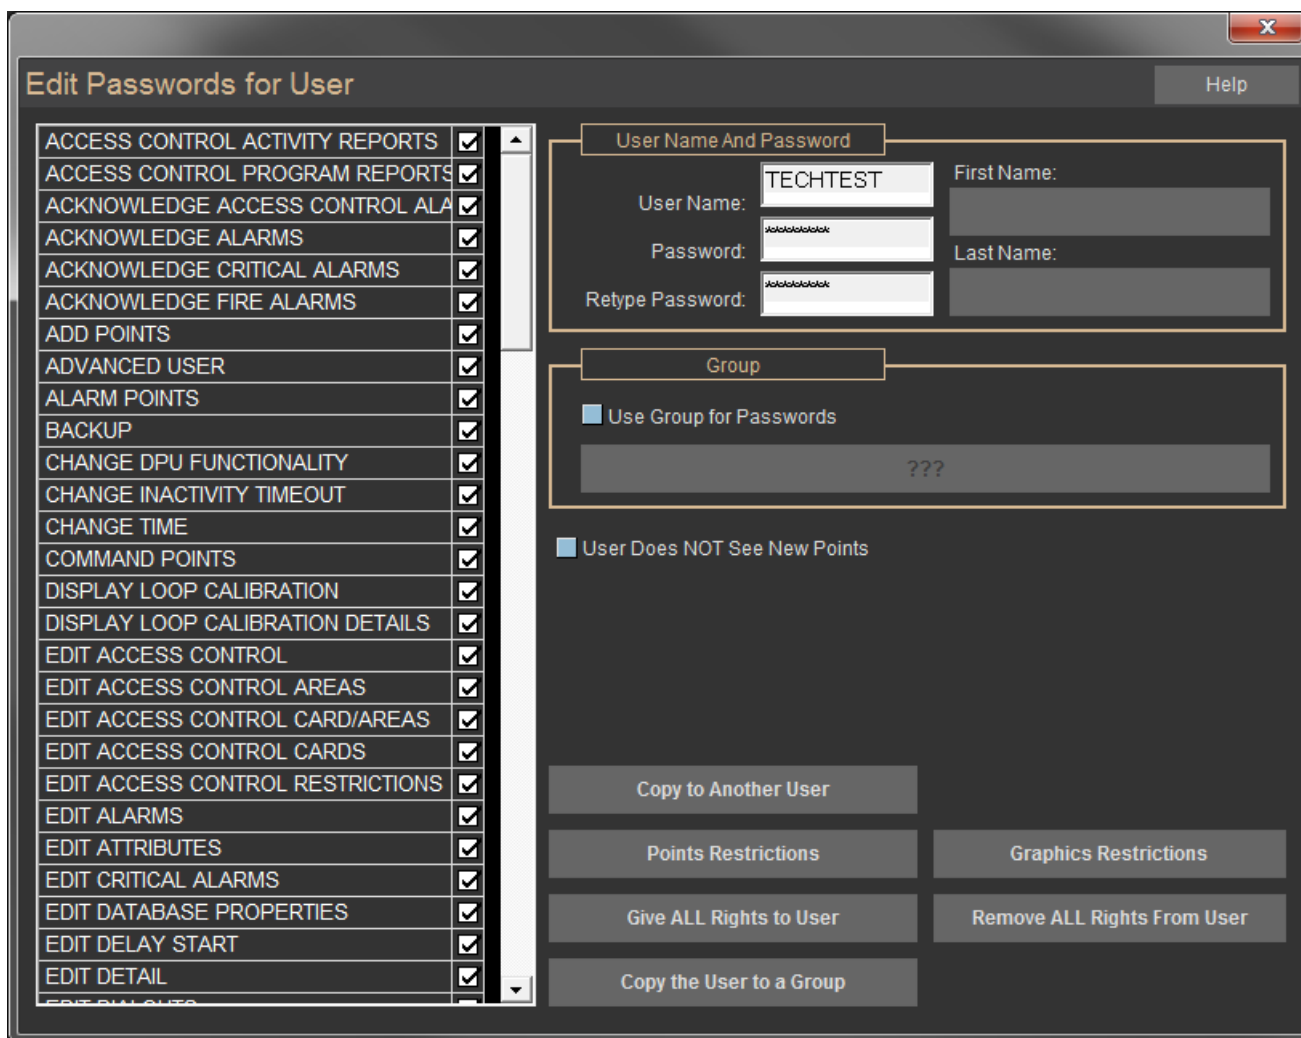 Edit Passwords for User
Help
ACCESS CONTROL ACTIVITY REPORTS
ACCESS CONTROL PROGRAM REPORTS
ACKNOWLEDGE ACCESS CONTROL ALA
ACKNOWLEDGE ALARMS
ACKNOWLEDGE CRITICAL ALARMS
ACKNOWLEDGE FIRE ALARMS
ADD POINTS
ADVANCED USER
ALARM POINTS
BACKUP
CHANGE DPU FUNCTIONALITY
CHANGE INACTIVITY TIMEOUT
CHANGE TIME
COMMAND POINTS
DISPLAY LOOP CALIBRATION
DISPLAY LOOP CALIBRATION DETAILS
EDIT ACCESS CONTROL
EDIT ACCESS CONTROL AREAS
EDIT ACCESS CONTROL CARD/AREAS
EDIT ACCESS CONTROL CARDS
EDIT ACCESS CONTROL RESTRICTIONS
EDIT ALARMS
EDIT ATTRIBUTES
EDIT CRITICAL ALARMS
EDIT DATABASE PROPERTIES
EDIT DELAY START
EDIT DETAIL
User Name And Password
User Name: TECHTEST
Password: *********
Retype Password: *********
First Name:
Last Name:
Group
Use Group for Passwords
???
User Does NOT See New Points
Copy to Another User
Points Restrictions
Graphics Restrictions
Give ALL Rights to User
Remove ALL Rights From User
Copy the User to a Group